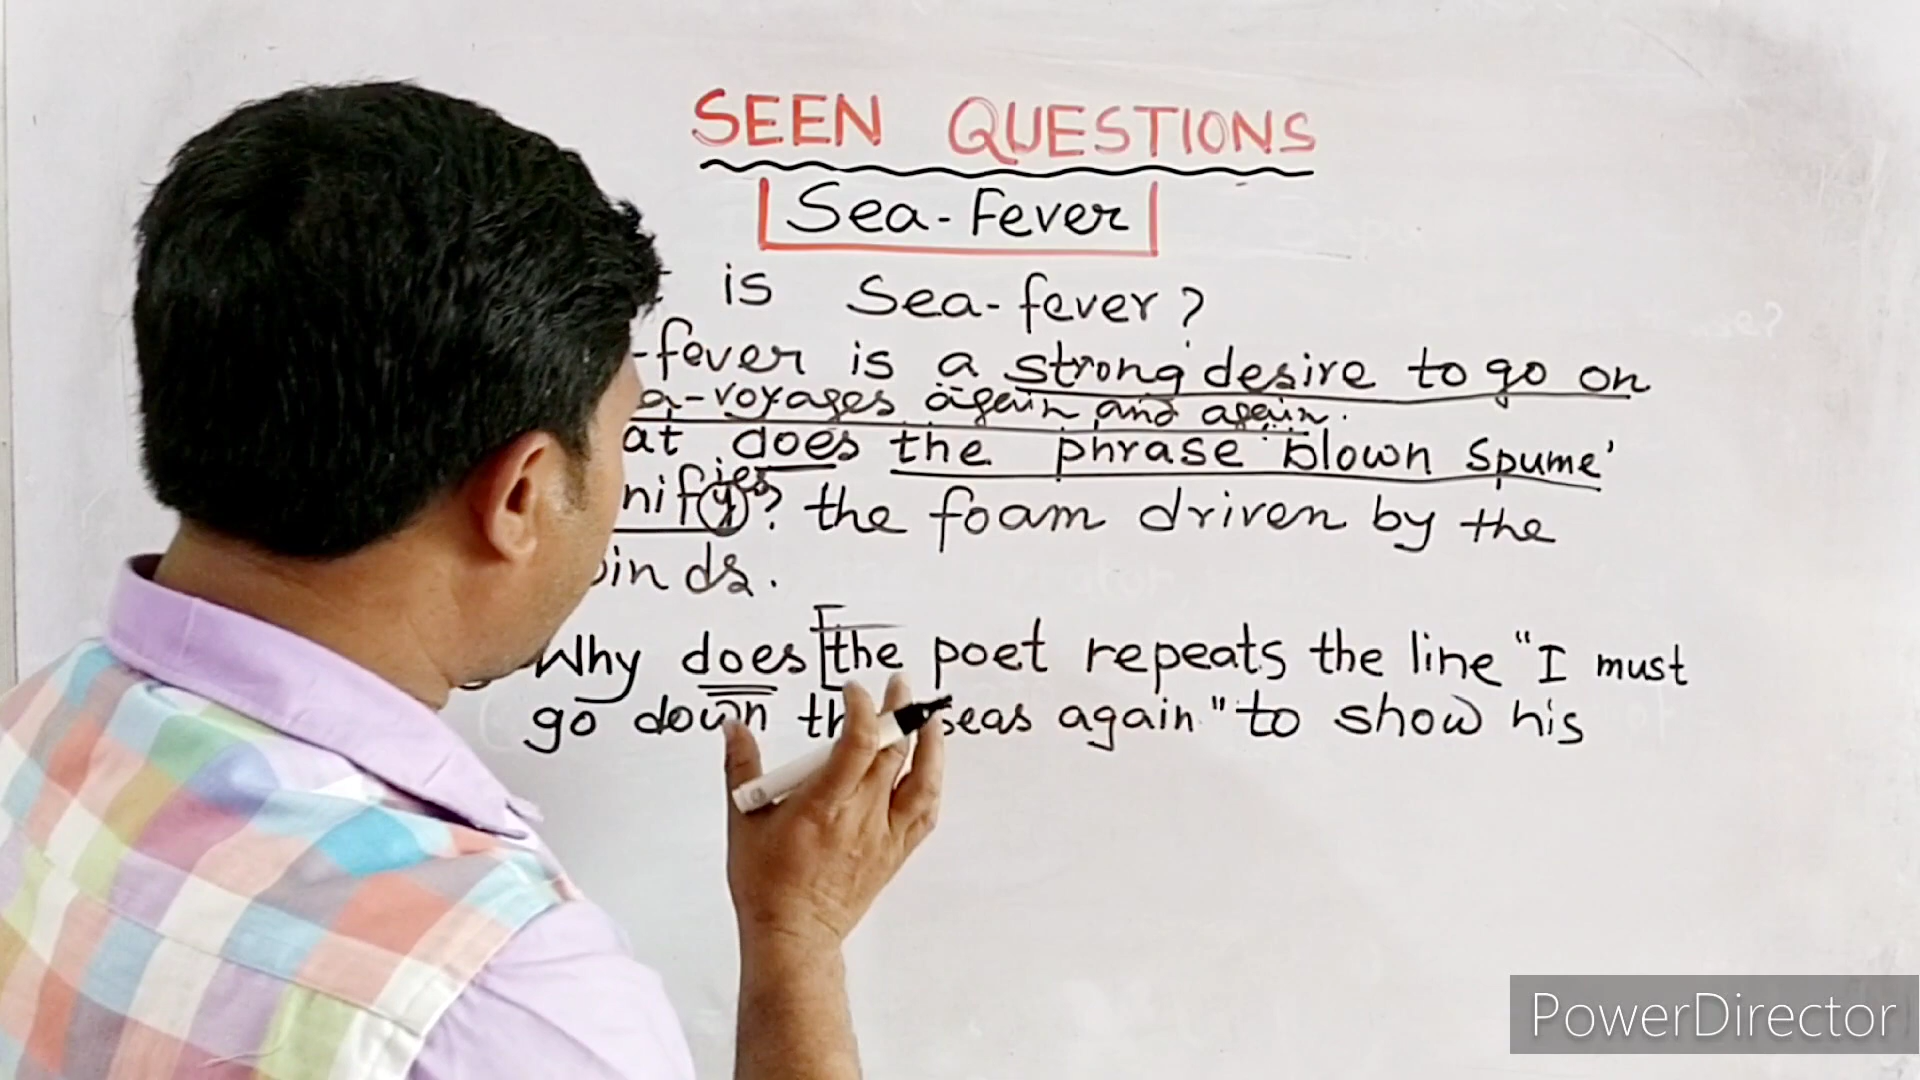 SEEN QUESTIONS
Sea-Fever
is Sea-fever?
-fever is a strong desire to go on
a-voyages again and again.
at does the phrase 'blown spume'
nify ies? the foam driven by the
inds.
Why does the poet repeats the line "I must
go down seas again" to show his
PowerDirector